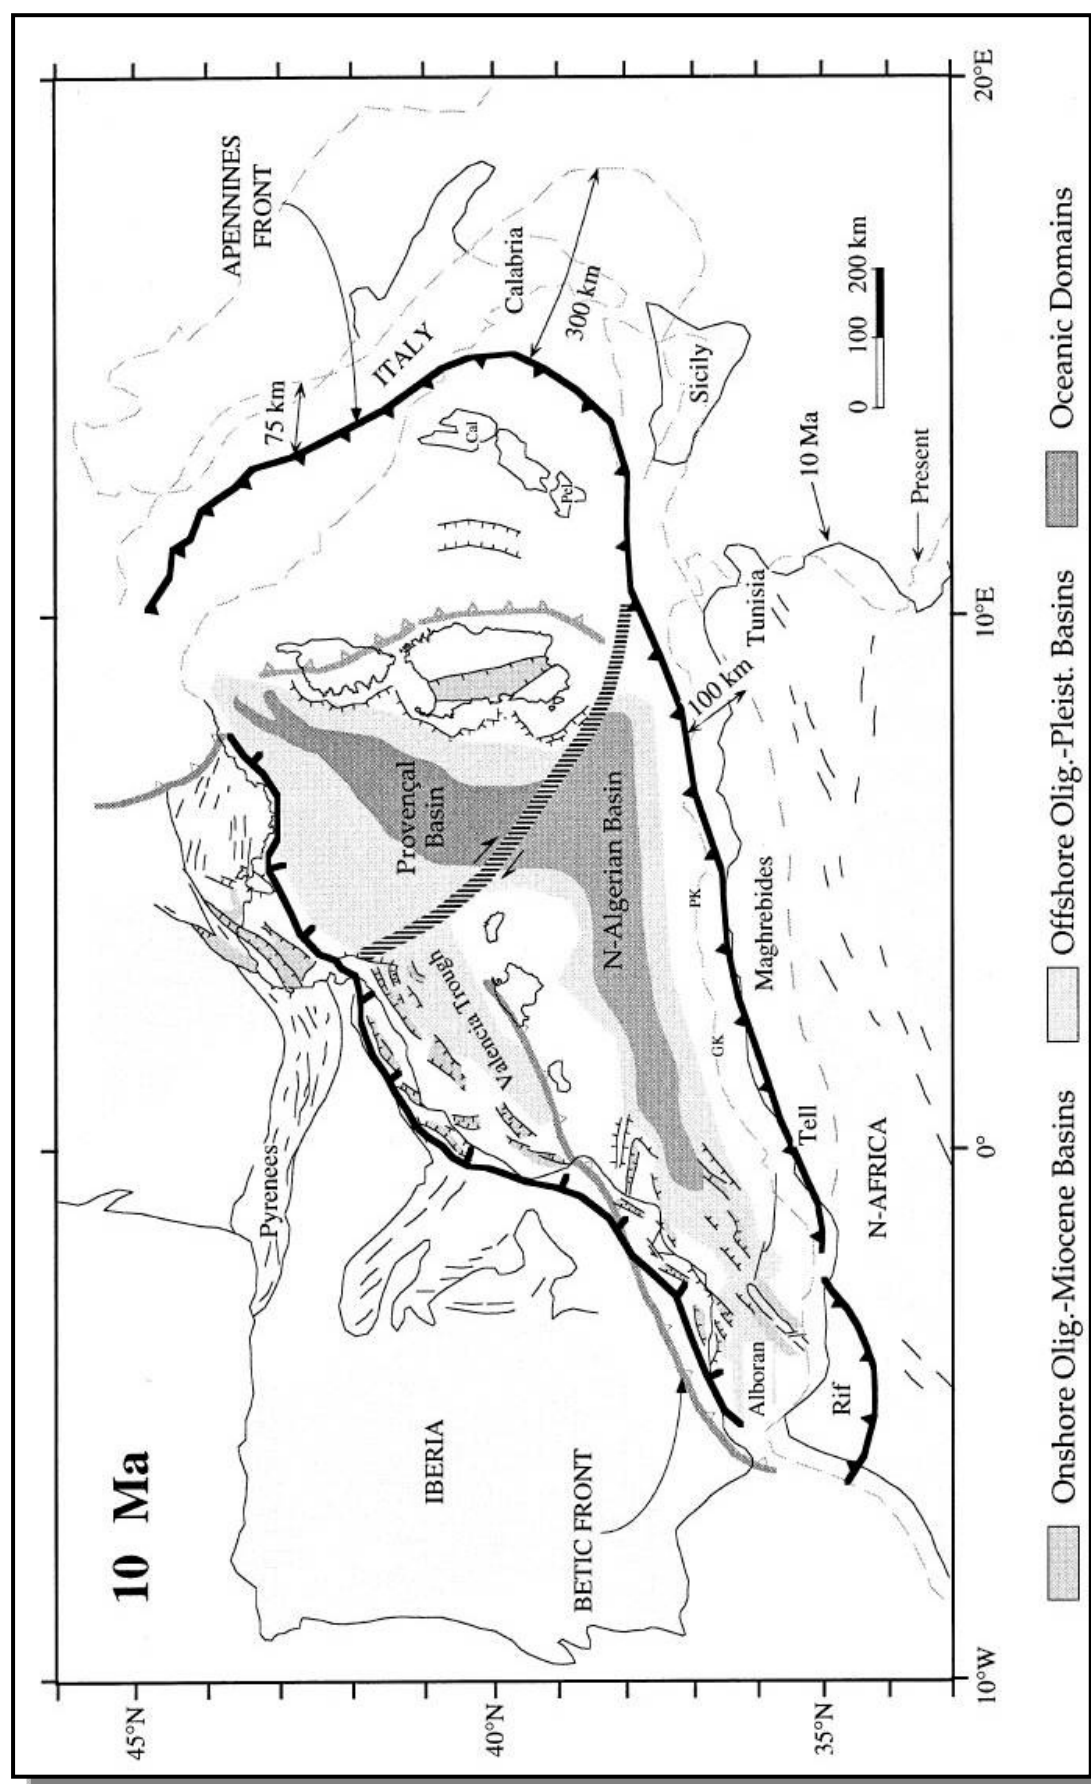 10 Ma
45°N
40°N
35°N
10°W
0°
10°E
20°E
APENNINES
FRONT
75 km
ITALY
Calabria
300 km
Cal
Pel
Sicily
0 100 200 km
10 Ma
Present
Tunisia
100 km
Provençal
Basin
N-Algerian Basin
Valencia Trough
PK
GK
Maghrebides
Tell
N-AFRICA
Pyrenees
IBERIA
BETIC FRONT
Alboran
Rif
Onshore Olig.-Miocene Basins
Offshore Olig.-Pleist. Basins
Oceanic Domains